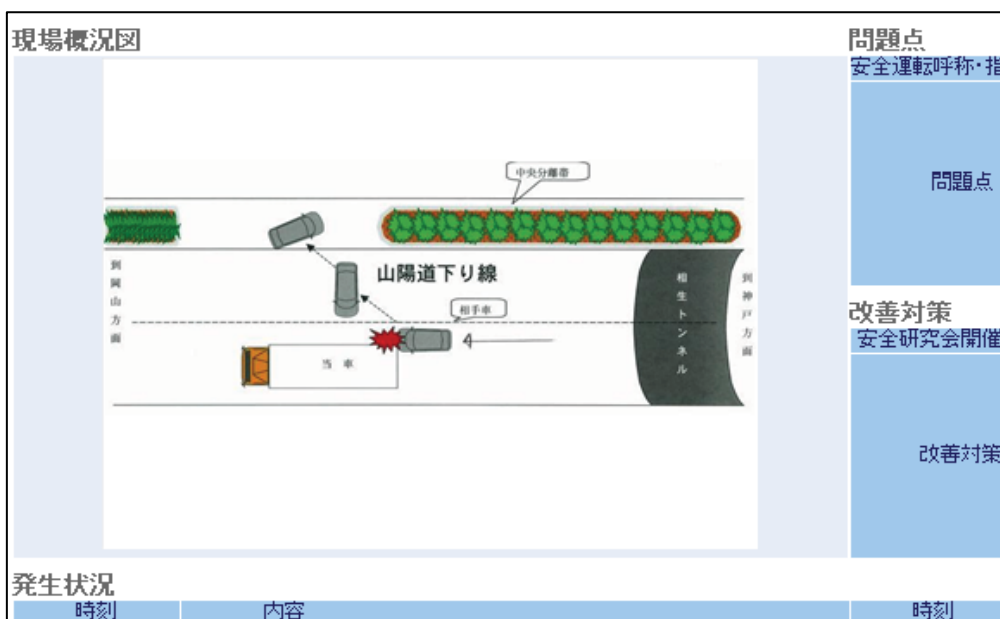 現場概況図
中央分離帯
山陽道下り線
相手車
当車
到岡山方面
相生トンネル
到神戸方面
問題点
安全運転呼称・指
問題点
改善対策
安全研究会開催
改善対策
発生状況
時刻 内容 時刻